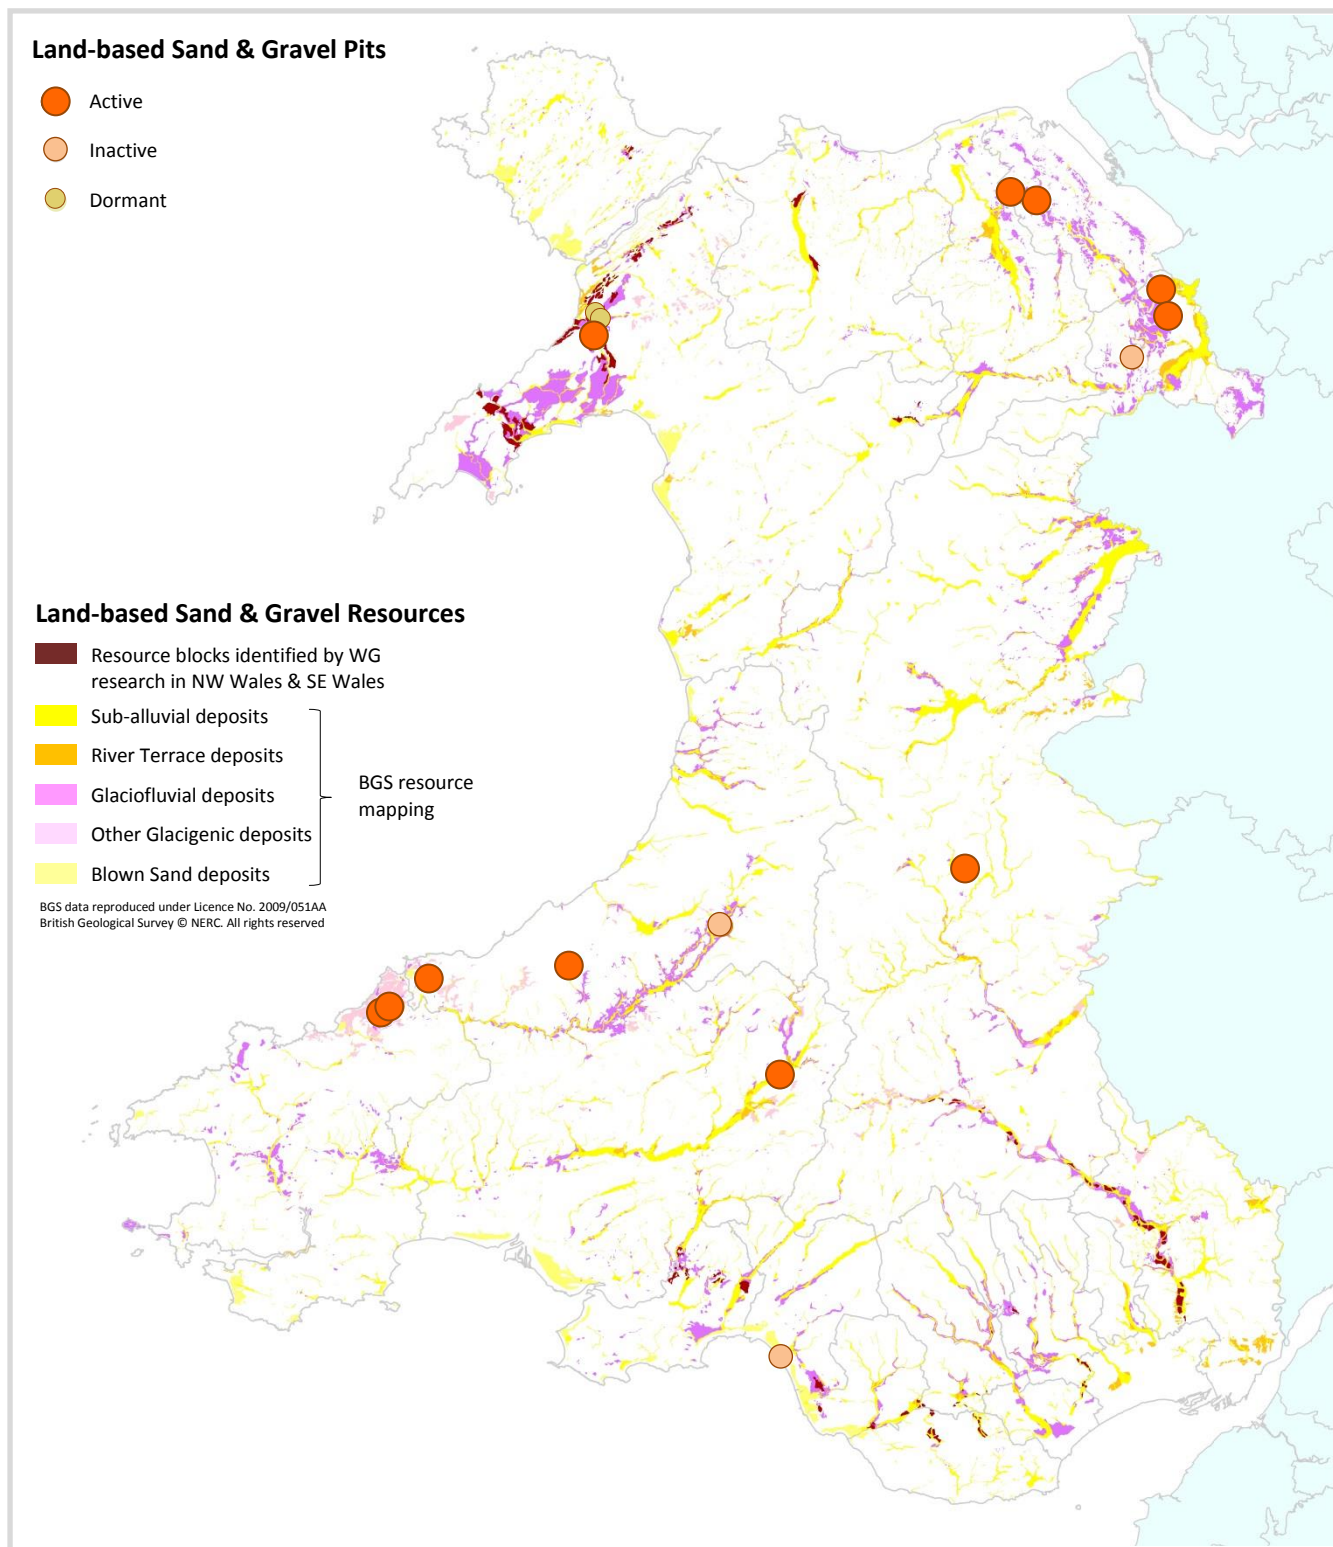 Land-based Sand & Gravel Pits
Active
Inactive
Dormant
Land-based Sand & Gravel Resources
Resource blocks identified by WG
research in NW Wales & SE Wales
Sub-alluvial deposits
River Terrace deposits
Glaciofluvial deposits
Other Glacigenic deposits
Blown Sand deposits
BGS resource
mapping
BGS data reproduced under Licence No. 2009/051AA
British Geological Survey © NERC. All rights reserved